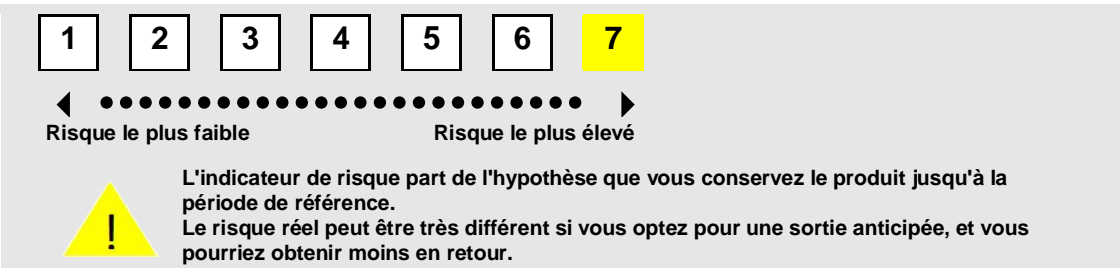 1 2 3 4 5 6 7
Risque le plus faible Risque le plus élevé
L'indicateur de risque part de l'hypothèse que vous conservez le produit jusqu'à la
période de référence.
Le risque réel peut être très différent si vous optez pour une sortie anticipée, et vous
pourriez obtenir moins en retour.
!